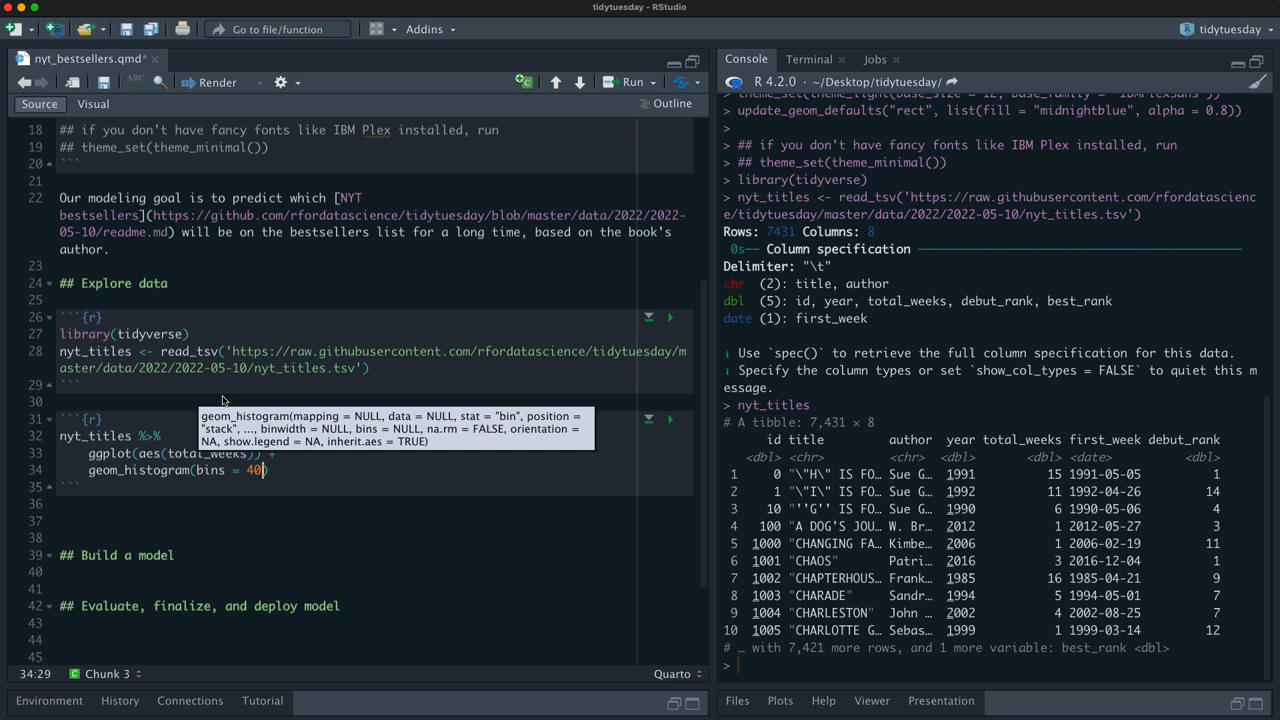 tidytuesday - RStudio
Go to file/function
Addins
tidytuesday
nyt_bestsellers.qmd*
Render
Run
Source
Visual
Outline
18 ## if you don't have fancy fonts like IBM Plex installed, run
19 ## theme_set(theme_minimal())
20 ```
21
22 Our modeling goal is to predict which [NYT
bestsellers](https://github.com/rfordatascience/tidytuesday/blob/master/data/2022/2022-
05-10/readme.md) will be on the bestsellers list for a long time, based on the book's
author.
23
24 ## Explore data
25
26 ```{r}
27 library(tidyverse)
28 nyt_titles <- read_tsv('https://raw.githubusercontent.com/rfordatascience/tidytuesday/m
aster/data/2022/2022-05-10/nyt_titles.tsv')
29 ```
30
31 ```{r}
geom_histogram(mapping = NULL, data = NULL, stat = "bin", position =
"stack", ..., binwidth = NULL, bins = NULL, na.rm = FALSE, orientation =
NA, show.legend = NA, inherit.aes = TRUE)
32 nyt_titles %>%
33 ggplot(aes(total_weeks)) +
34 geom_histogram(bins = 40)
35 ```
36
37
38
39 ## Build a model
40
41
42 ## Evaluate, finalize, and deploy model
43
44
45
34:29
Chunk 3
Quarto
Environment
History
Connections
Tutorial
Console
Terminal
Jobs
R 4.2.0 · ~/Desktop/tidytuesday/
> update_geom_defaults("rect", list(fill = "midnightblue", alpha = 0.8))
>
> ## if you don't have fancy fonts like IBM Plex installed, run
> ## theme_set(theme_minimal())
> library(tidyverse)
> nyt_titles <- read_tsv('https://raw.githubusercontent.com/rfordatascienc
e/tidytuesday/master/data/2022/2022-05-10/nyt_titles.tsv')
Rows: 7431 Columns: 8
0s── Column specification ──────────
Delimiter: "\t"
chr (2): title, author
dbl (5): id, year, total_weeks, debut_rank, best_rank
date (1): first_week
ℹ Use `spec()` to retrieve the full column specification for this data.
ℹ Specify the column types or set `show_col_types = FALSE` to quiet this m
essage.
> nyt_titles
# A tibble: 7,431 × 8
id title author year total_weeks first_week debut_rank
<dbl> <chr> <chr> <dbl> <dbl> <date> <dbl>
1 0 "\"H\" IS FO… Sue G… 1991 15 1991-05-05 1
2 1 "\"I\" IS FO… Sue G… 1992 11 1992-04-26 14
3 10 "''G'' IS FO… Sue G… 1990 6 1990-05-06 4
4 100 "A DOG'S JOU… W. Br… 2012 1 2012-05-27 3
5 1000 "CHANGING FA… Kimbe… 2006 1 2006-02-19 11
6 1001 "CHAOS" Patri… 2016 3 2016-12-04 1
7 1002 "CHAPTERHOUS… Frank… 1985 16 1985-04-21 9
8 1003 "CHARADE" Sandr… 1994 5 1994-05-01 7
9 1004 "CHARLESTON" John … 2002 4 2002-08-25 7
10 1005 "CHARLOTTE G… Sebas… 1999 1 1999-03-14 12
# … with 7,421 more rows, and 1 more variable: best_rank <dbl>
>
Files
Plots
Help
Viewer
Presentation